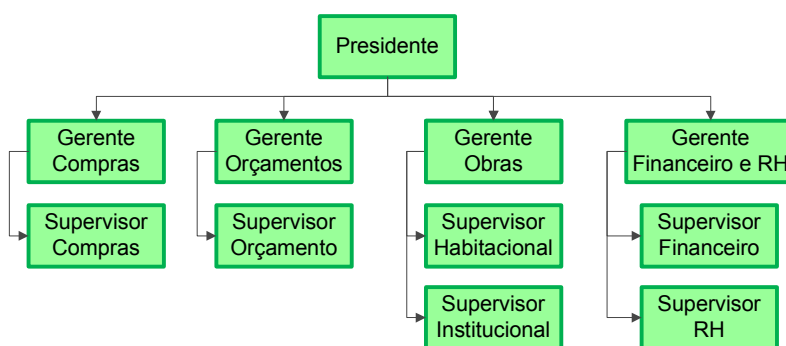 Presidente
Gerente
Compras
Gerente
Orçamentos
Gerente
Obras
Gerente
Financeiro e RH
Supervisor
Compras
Supervisor
Orçamento
Supervisor
Habitacional
Supervisor
Financeiro
Supervisor
Institucional
Supervisor
RH